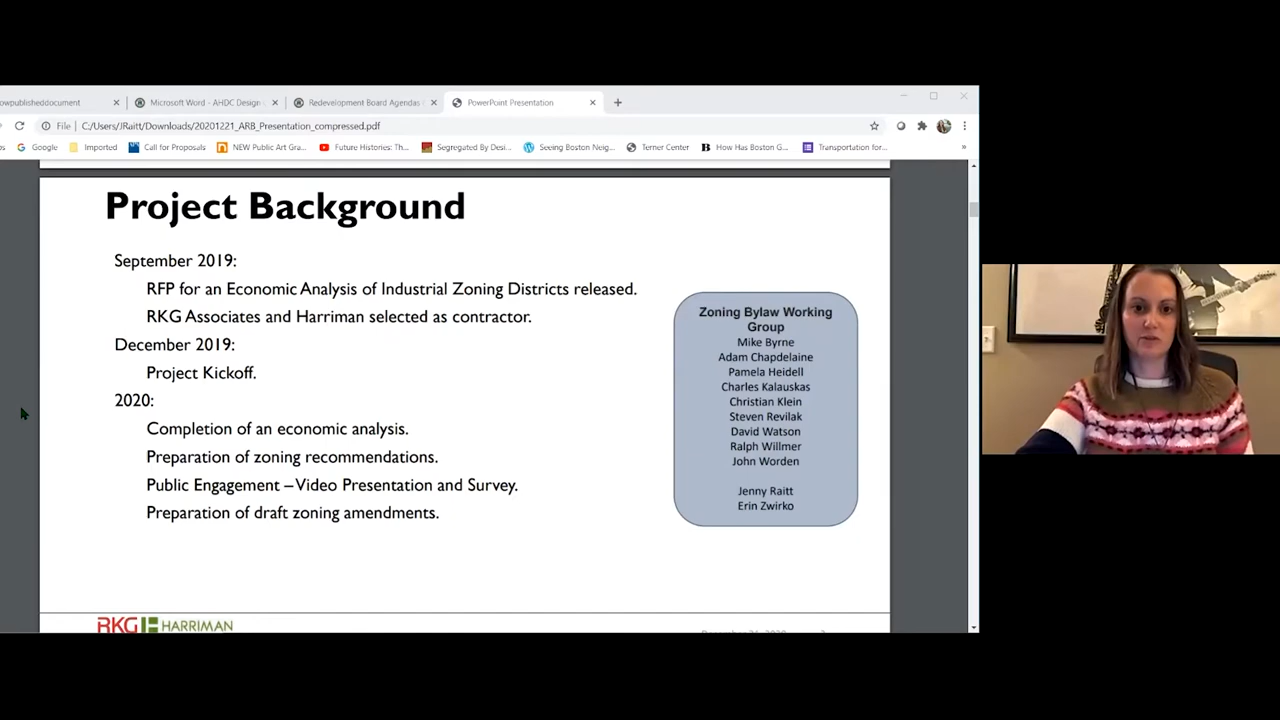 owpublisheddocument
Microsoft Word - AHDC Design
Redevelopment Board Agendas
PowerPoint Presentation
File
C:/Users/JRaitt/Downloads/20201221_ARB_Presentation_compressed.pdf
Google
Imported
Call for Proposals
NEW Public Art Gra...
Future Histories: Th...
Segregated By Desi...
Seeing Boston Neig...
Terner Center
How Has Boston G...
Transportation for...
Project Background
September 2019:
RFP for an Economic Analysis of Industrial Zoning Districts released.
RKG Associates and Harriman selected as contractor.
December 2019:
Project Kickoff.
2020:
Completion of an economic analysis.
Preparation of zoning recommendations.
Public Engagement – Video Presentation and Survey.
Preparation of draft zoning amendments.
Zoning Bylaw Working
Group
Mike Byrne
Adam Chapdelaine
Pamela Heidell
Charles Kalauskas
Christian Klein
Steven Revilak
David Watson
Ralph Willmer
John Worden
Jenny Raitt
Erin Zwirko
RKG HARRIMAN